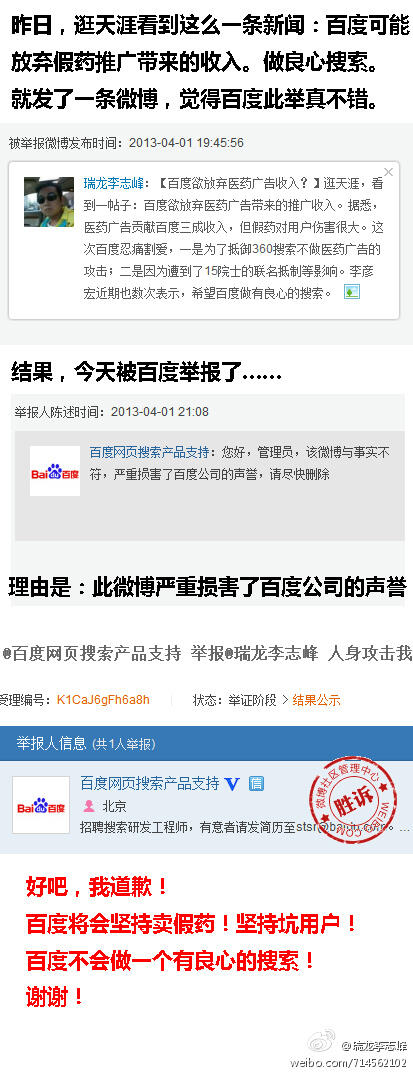 昨日，逛天涯看到这么一条新闻：百度可能
放弃假药推广带来的收入。做良心搜索。
就发了一条微博，觉得百度此举真不错。
被举报微博发布时间：2013-04-01 19:45:56
瑞龙李志峰：【百度欲放弃医药广告收入？】逛天涯，看
到一帖子：百度欲放弃医药广告带来的推广收入。据悉，
医药广告贡献百度三成收入，但假药对用户伤害很大。这
次百度忍痛割爱，一是为了抵御360搜索不做医药广告的
攻击；二是因为遭到了15院士的联名抵制等影响。李彦
宏近期也数次表示，希望百度做有良心的搜索。
结果，今天被百度举报了……
举报人陈述时间：2013-04-01 21:08
百度网页搜索产品支持：您好，管理员，该微博与事实不
符，严重损害了百度公司的声誉，请尽快删除
Bai百度
理由是：此微博严重损害了百度公司的声誉
@百度网页搜索产品支持 举报@瑞龙李志峰 人身攻击我
受理编号：K1CaJ6gFh6a8h 状态：举证阶段 > 结果公示
举报人信息 (共1人举报)
百度网页搜索产品支持 V 信
Bai百度
北京
招聘搜索研发工程师，有意者请发简历至stsr@baidu.com。...
微博社区管理中心
胜诉
WEIBO.COM
好吧，我道歉！
百度将会坚持卖假药！坚持坑用户！
百度不会做一个有良心的搜索！
谢谢！
@瑞龙李志峰
weibo.com/714562102